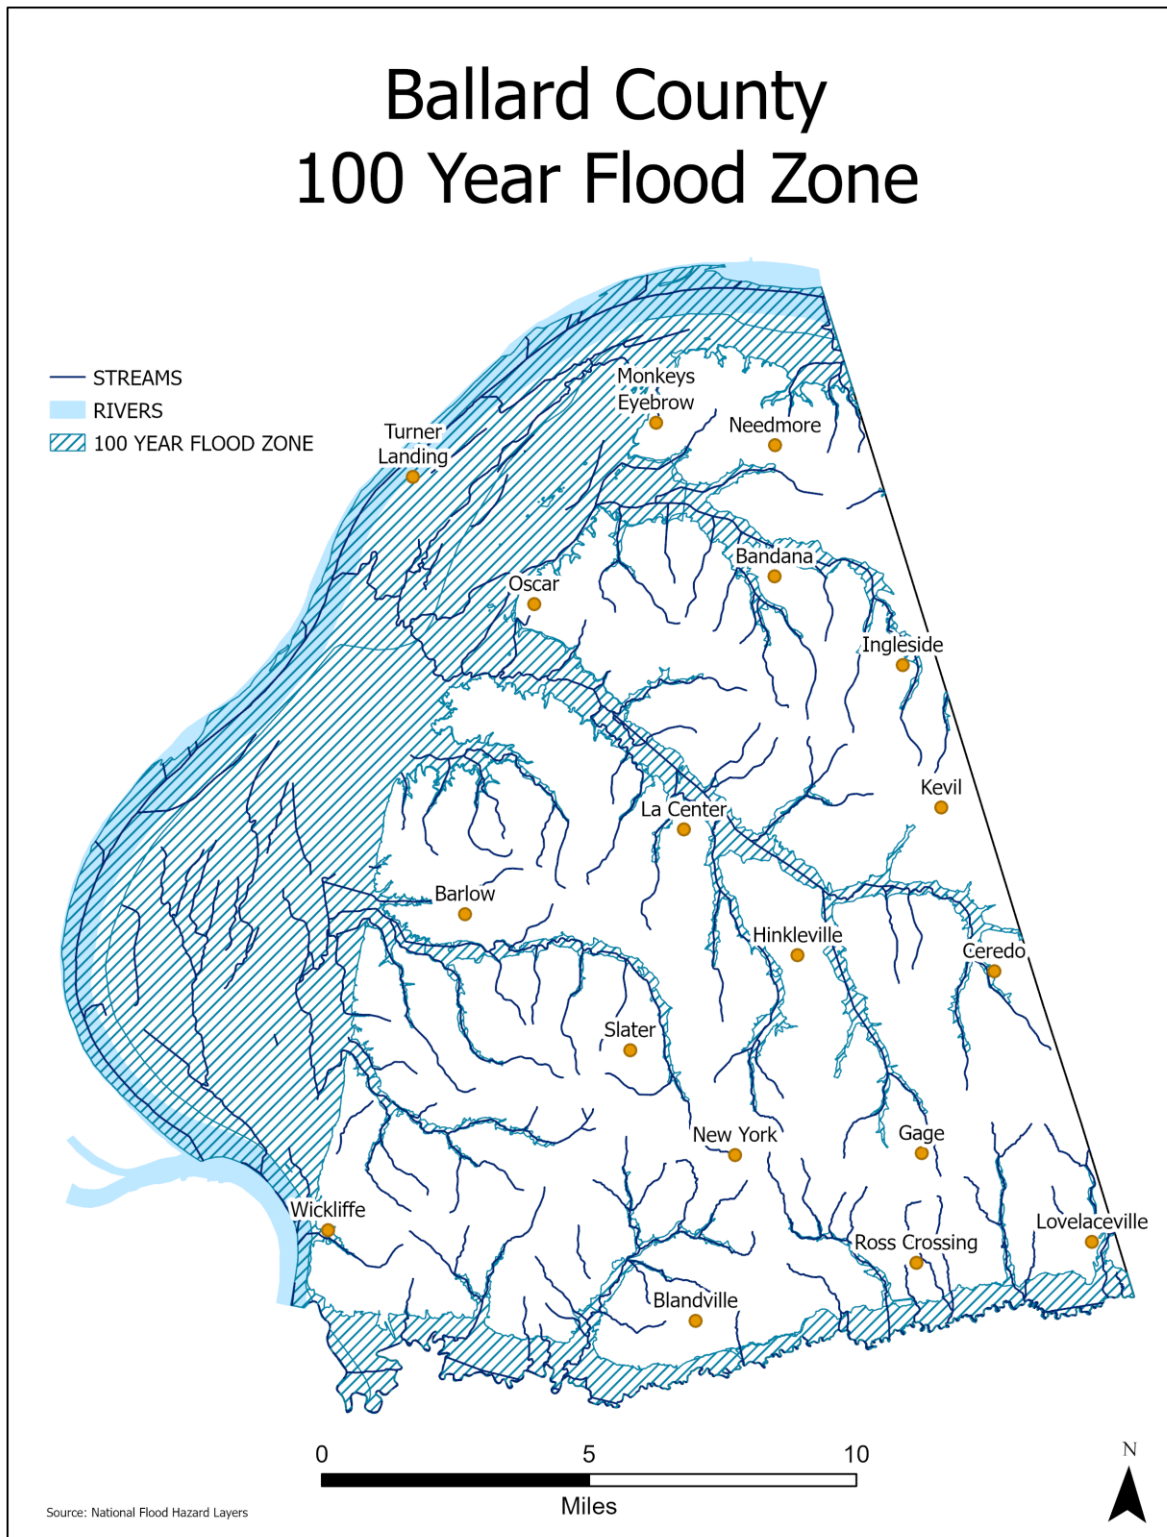 Ballard County
100 Year Flood Zone
STREAMS
RIVERS
100 YEAR FLOOD ZONE
Monkeys
Eyebrow
Needmore
Turner
Landing
Bandana
Oscar
Ingleside
Kevil
La Center
Barlow
Hinkleville
Ceredo
Slater
New York
Gage
Wickliffe
Lovelaceville
Ross Crossing
Blandville
0 5 10
Miles
N
Source: National Flood Hazard Layers